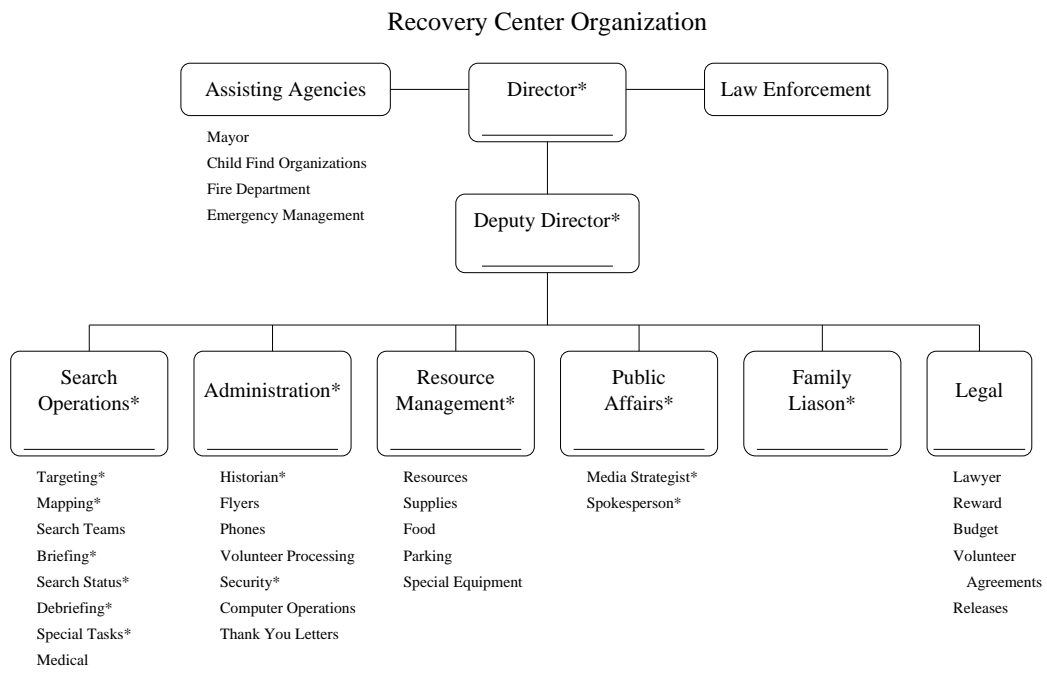 Recovery Center Organization
Assisting Agencies
Director*
Law Enforcement
Mayor
Child Find Organizations
Fire Department
Emergency Management
Deputy Director*
Search
Operations*
Administration*
Resource
Management*
Public
Affairs*
Family
Liason*
Legal
Targeting*
Mapping*
Search Teams
Briefing*
Search Status*
Debriefing*
Special Tasks*
Medical
Historian*
Flyers
Phones
Volunteer Processing
Security*
Computer Operations
Thank You Letters
Resources
Supplies
Food
Parking
Special Equipment
Media Strategist*
Spokesperson*
Lawyer
Reward
Budget
Volunteer
Agreements
Releases